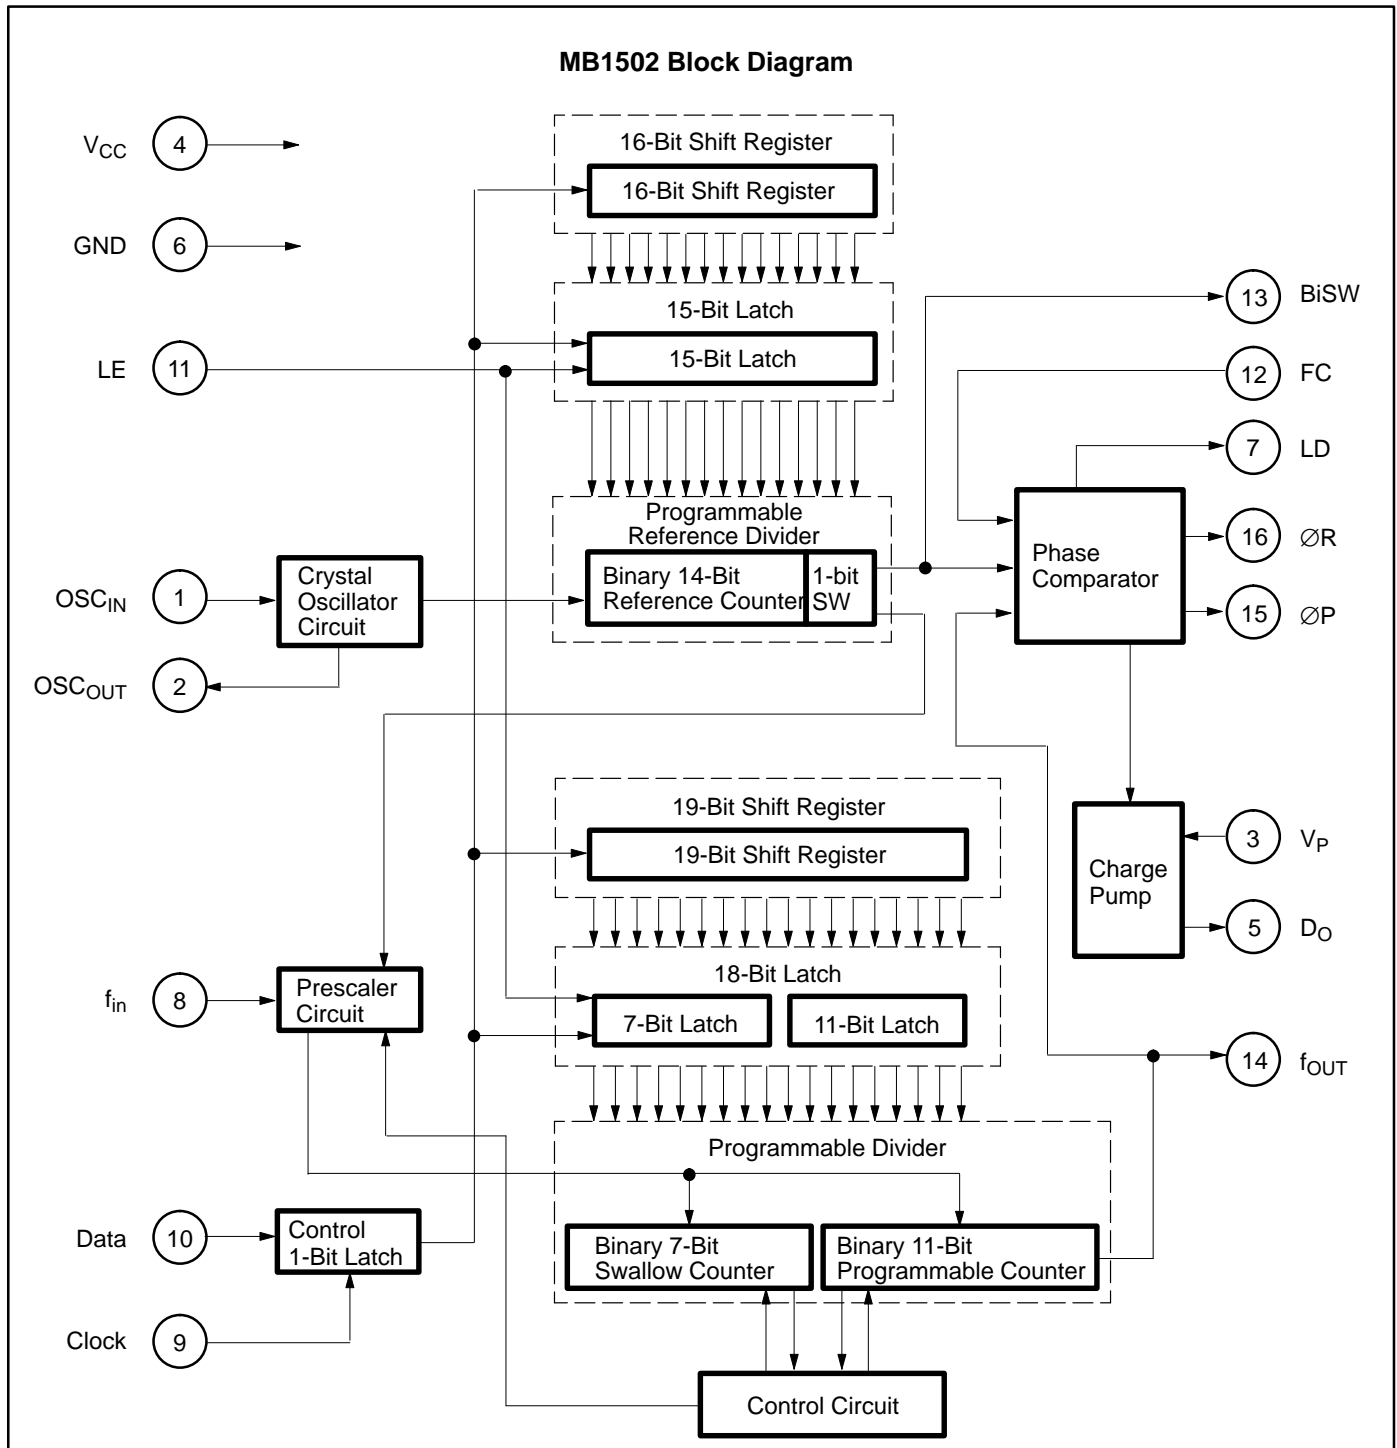 MB1502 Block Diagram
VCC 4
GND 6
LE 11
OSCIN 1
OSCOUT 2
fin 8
Data 10
Clock 9
Crystal
Oscillator
Circuit
Prescaler
Circuit
Control
1-Bit Latch
16-Bit Shift Register
16-Bit Shift Register
15-Bit Latch
15-Bit Latch
Programmable
Reference Divider
Binary 14-Bit
Reference Counter
1-bit
SW
19-Bit Shift Register
19-Bit Shift Register
18-Bit Latch
7-Bit Latch
11-Bit Latch
Programmable Divider
Binary 7-Bit
Swallow Counter
Binary 11-Bit
Programmable Counter
Control Circuit
Phase
Comparator
Charge
Pump
13 BiSW
12 FC
7 LD
16 ∅R
15 ∅P
3 VP
5 DO
14 fOUT